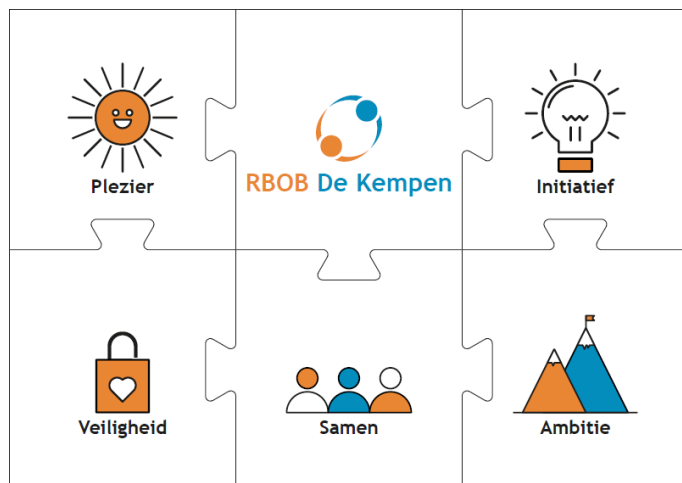 Plezier
RBOB De Kempen
Initiatief
Veiligheid
Samen
Ambitie